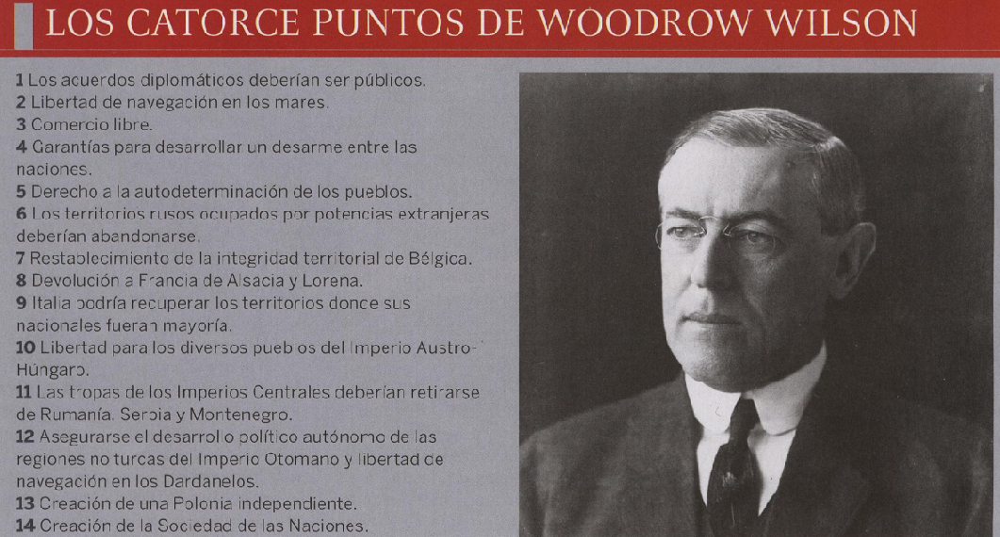 LOS CATORCE PUNTOS DE WOODROW WILSON
1 Los acuerdos diplomáticos deberían ser públicos.
2 Libertad de navegación en los mares.
3 Comercio libre.
4 Garantías para desarrollar un desarme entre las
naciones.
5 Derecho a la autodeterminación de los pueblos.
6 Los territorios rusos ocupados por potencias extranjeras
deberían abandonarse.
7 Restablecimiento de la integridad territorial de Bélgica.
8 Devolución a Francia de Alsacia y Lorena.
9 Italia podría recuperar los territorios donde sus
nacionales fueran mayoría.
10 Libertad para los diversos pueblos del Imperio Austro-
Húngaro.
11 Las tropas de los Imperios Centrales deberían retirarse
de Rumanía, Serbia y Montenegro.
12 Asegurarse el desarrollo político autónomo de las
regiones no turcas del Imperio Otomano y libertad de
navegación en los Dardanelos.
13 Creación de una Polonia independiente.
14 Creación de la Sociedad de las Naciones.